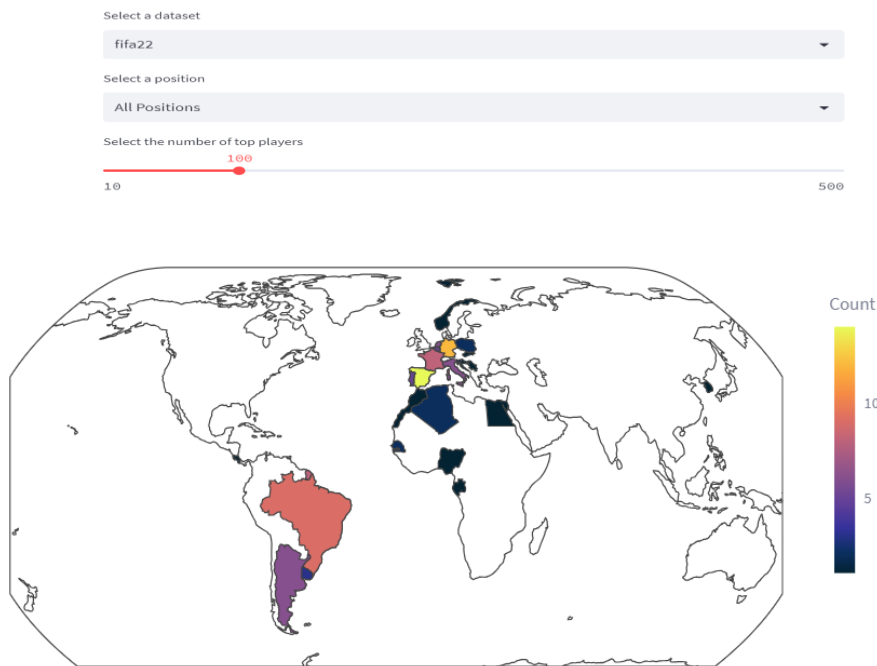 Select a dataset
fifa22
Select a position
All Positions
Select the number of top players
100
10 500
Count
10
5